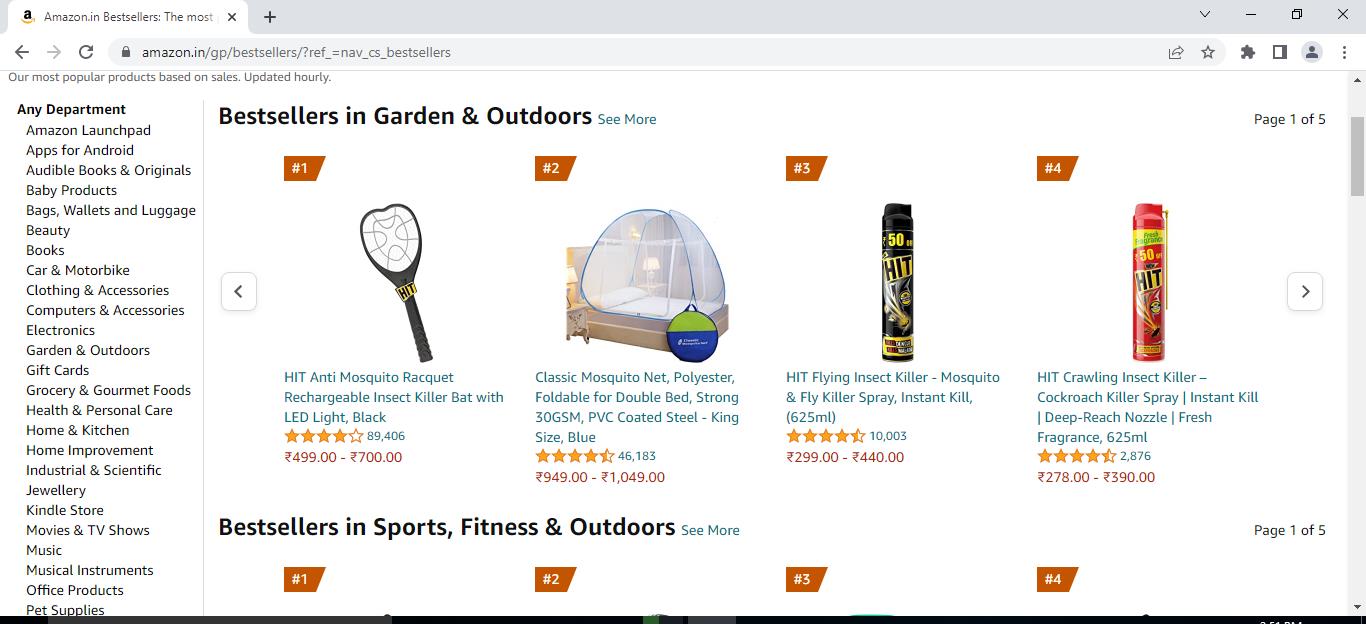 Amazon.in Bestsellers: The most
amazon.in/gp/bestsellers/?ref_=nav_cs_bestsellers
Our most popular products based on sales. Updated hourly.
Any Department
Amazon Launchpad
Apps for Android
Audible Books & Originals
Baby Products
Bags, Wallets and Luggage
Beauty
Books
Car & Motorbike
Clothing & Accessories
Computers & Accessories
Electronics
Garden & Outdoors
Gift Cards
Grocery & Gourmet Foods
Health & Personal Care
Home & Kitchen
Home Improvement
Industrial & Scientific
Jewellery
Kindle Store
Movies & TV Shows
Music
Musical Instruments
Office Products
Pet Supplies
Bestsellers in Garden & Outdoors See More
Page 1 of 5
#1
HIT
HIT Anti Mosquito Racquet
Rechargeable Insect Killer Bat with
LED Light, Black
89,406
₹499.00 - ₹700.00
#2
Classic Mosquito Net, Polyester,
Foldable for Double Bed, Strong
30GSM, PVC Coated Steel - King
Size, Blue
46,183
₹949.00 - ₹1,049.00
#3
50
HIT
HIT Flying Insect Killer - Mosquito
& Fly Killer Spray, Instant Kill,
(625ml)
10,003
₹299.00 - ₹440.00
#4
Fresh
Fragrance
50
HIT
HIT Crawling Insect Killer –
Cockroach Killer Spray | Instant Kill
| Deep-Reach Nozzle | Fresh
Fragrance, 625ml
2,876
₹278.00 - ₹390.00
Bestsellers in Sports, Fitness & Outdoors See More
Page 1 of 5
#1
#2
#3
#4